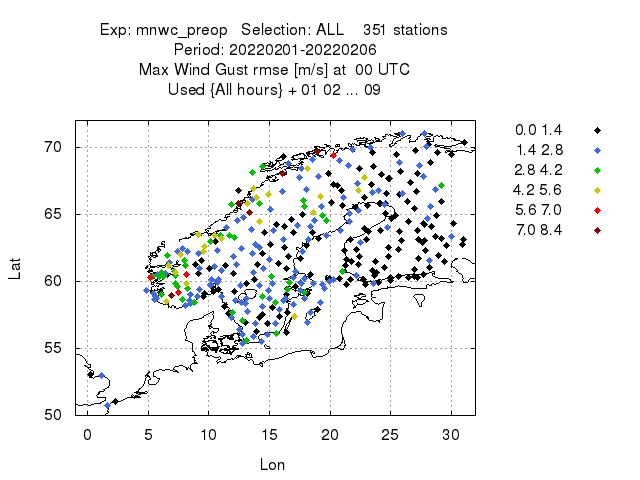 Exp: mnwc_preop Selection: ALL 351 stations
Period: 20220201-20220206
Max Wind Gust rmse [m/s] at 00 UTC
Used {All hours} + 01 02 ... 09
0.0 1.4
1.4 2.8
2.8 4.2
4.2 5.6
5.6 7.0
7.0 8.4
70
65
60
55
50
Lat
0 5 10 15 20 25 30
Lon